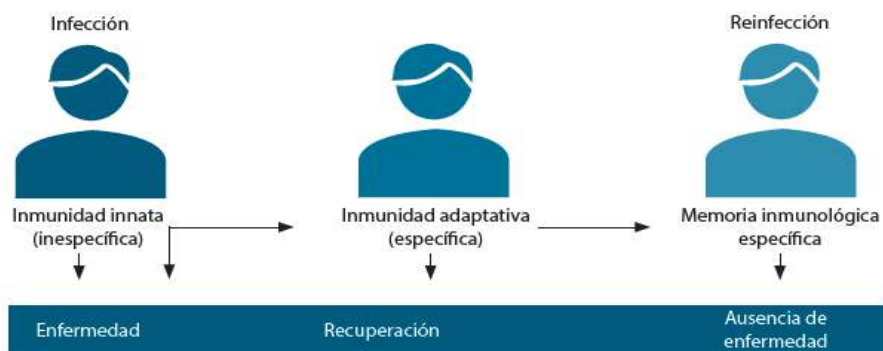 Infección
Reinfección
Inmunidad innata
(inespecífica)
Inmunidad adaptativa
(específica)
Memoria inmunológica
específica
Enfermedad
Recuperación
Ausencia de
enfermedad